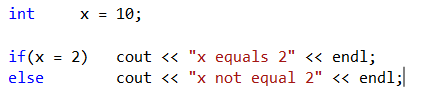 int     x = 10;
if(x = 2)   cout << "x equals 2" << endl;
else        cout << "x not equal 2" << endl;